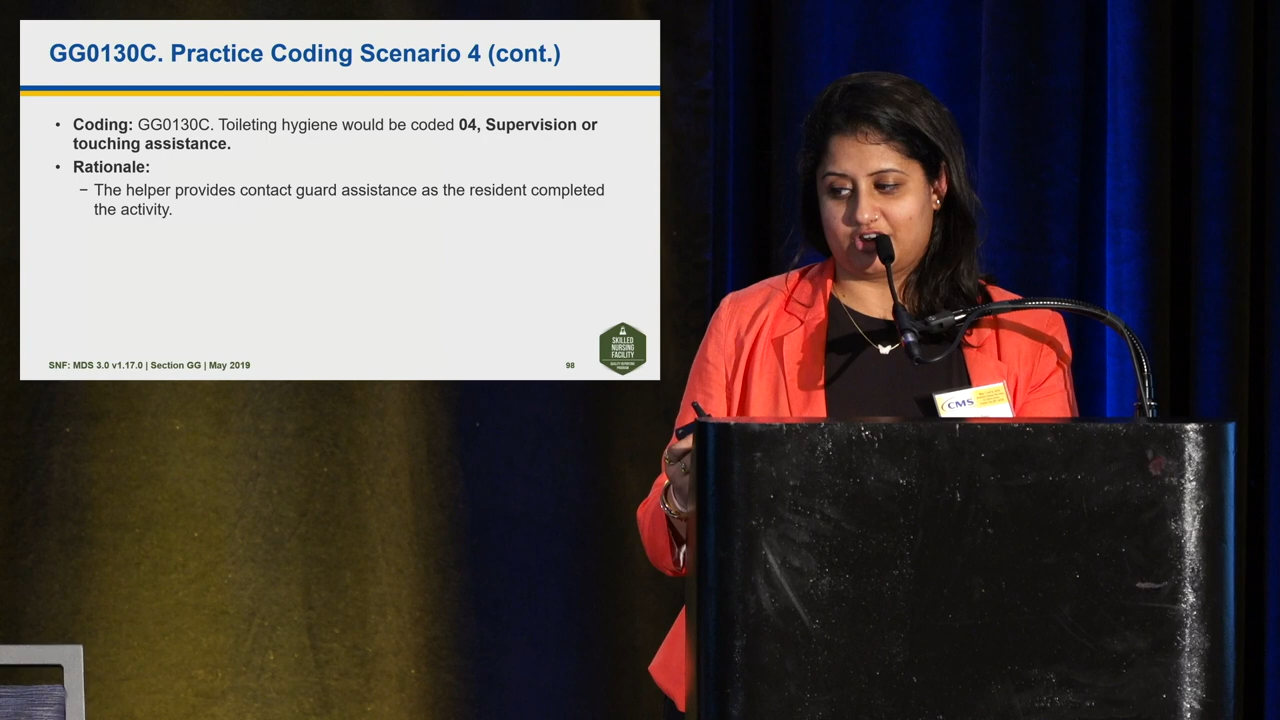 GG0130C. Practice Coding Scenario 4 (cont.)
• Coding: GG0130C. Toileting hygiene would be coded 04, Supervision or
touching assistance.
• Rationale:
− The helper provides contact guard assistance as the resident completed
the activity.
SKILLED
NURSING
FACILITY
SNF: MDS 3.0 v1.17.0 | Section GG | May 2019
98
CMS